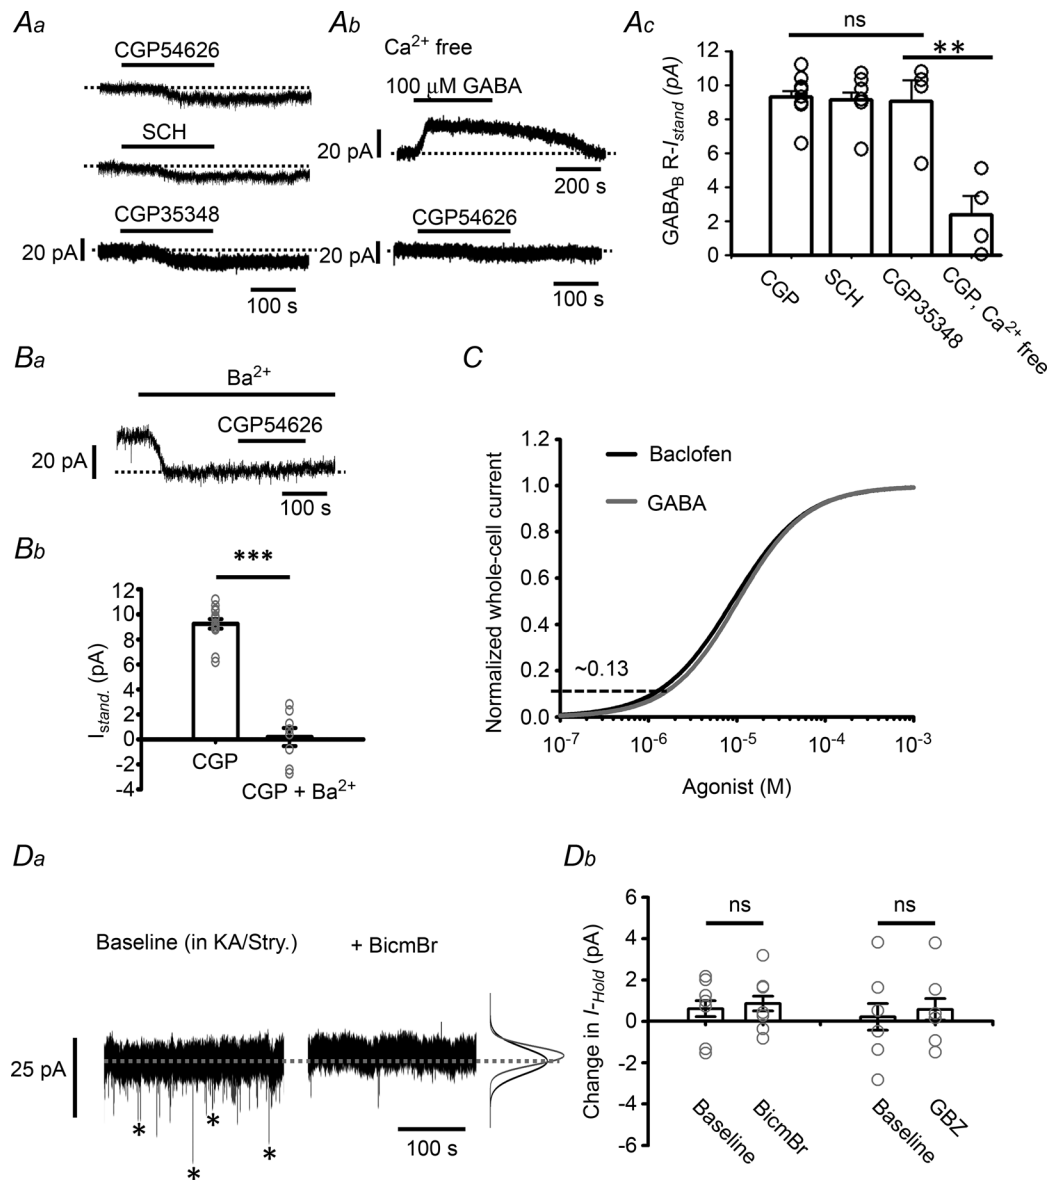 Aa
CGP54626
SCH
CGP35348
20 pA
100 s
Ab
Ca2+ free
100 μM GABA
20 pA
200 s
CGP54626
20 pA
100 s
Ac
ns
**
GABAB R-Istand (pA)
12
10
8
6
4
2
0
CGP
SCH
CGP35348
CGP, Ca2+ free
Ba
Ba2+
CGP54626
20 pA
100 s
Bb
***
Istand. (pA)
12
10
8
6
4
2
0
-2
-4
CGP
CGP + Ba2+
C
Normalized whole-cell current
1.2
1.0
0.8
0.6
0.4
0.2
0.0
Baclofen
GABA
~0.13
10-7
10-6
10-5
10-4
10-3
Agonist (M)
Da
Baseline (in KA/Stry.)
+ BicmBr
25 pA
*
*
*
*
100 s
Db
ns
ns
Change in I-Hold (pA)
6
4
2
0
-2
-4
-6
Baseline
BicmBr
Baseline
GBZ